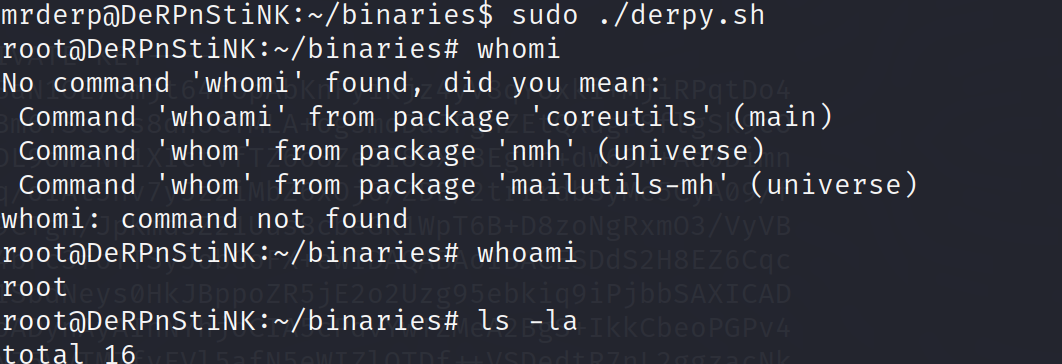 mrderp@DeRPnStiNK:~/binaries$ sudo ./derpy.sh
root@DeRPnStiNK:~/binaries# whomi
No command 'whomi' found, did you mean:
 Command 'whoami' from package 'coreutils' (main)
 Command 'whom' from package 'nmh' (universe)
 Command 'whom' from package 'mailutils-mh' (universe)
whomi: command not found
root@DeRPnStiNK:~/binaries# whoami
root
root@DeRPnStiNK:~/binaries# ls -la
total 16